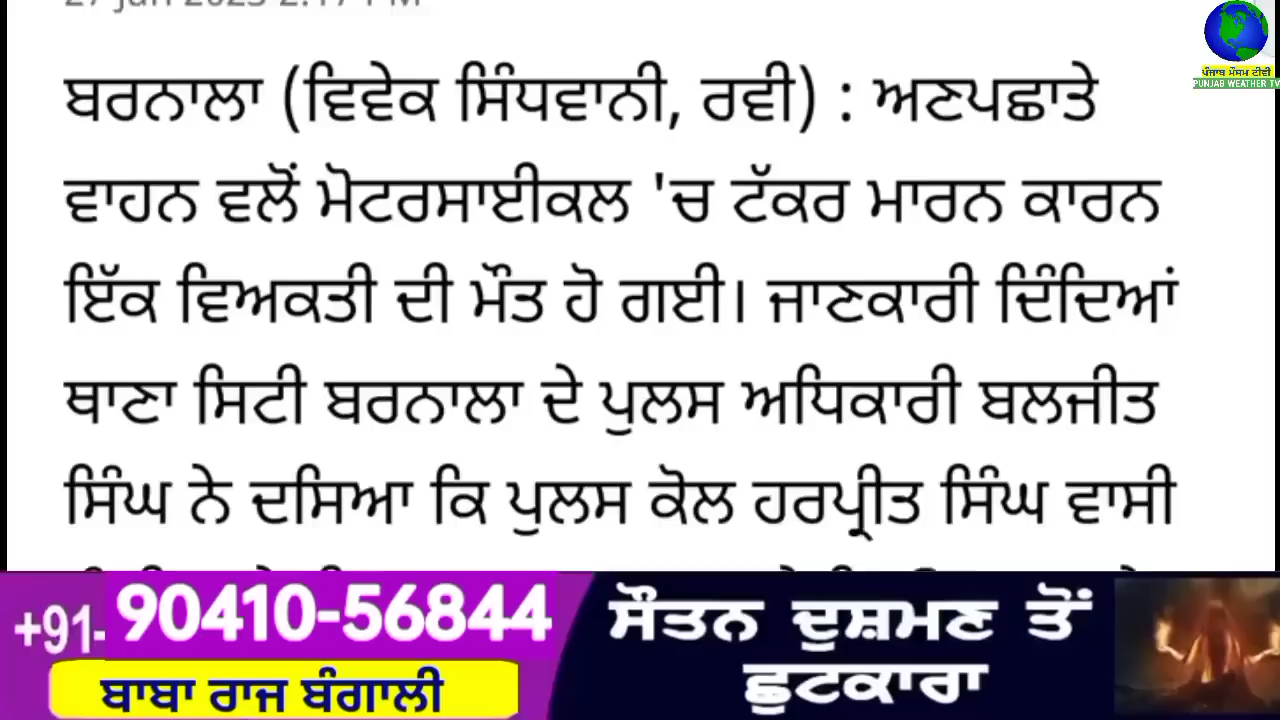 ਪੰਜਾਬ ਮੌਸਮ ਟੀਵੀ
PUNJAB WEATHER TV
ਬਰਨਾਲਾ (ਵਿਵੇਕ ਸਿੰਧਵਾਨੀ, ਰਵੀ) : ਅਣਪਛਾਤੇ
ਵਾਹਨ ਵਲੋਂ ਮੋਟਰਸਾਈਕਲ 'ਚ ਟੱਕਰ ਮਾਰਨ ਕਾਰਨ
ਇੱਕ ਵਿਅਕਤੀ ਦੀ ਮੌਤ ਹੋ ਗਈ। ਜਾਣਕਾਰੀ ਦਿੰਦਿਆਂ
ਥਾਣਾ ਸਿਟੀ ਬਰਨਾਲਾ ਦੇ ਪੁਲਸ ਅਧਿਕਾਰੀ ਬਲਜੀਤ
ਸਿੰਘ ਨੇ ਦਸਿਆ ਕਿ ਪੁਲਸ ਕੋਲ ਹਰਪ੍ਰੀਤ ਸਿੰਘ ਵਾਸੀ
+91-90410-56844
ਬਾਬਾ ਰਾਜ ਬੰਗਾਲੀ
ਸੌਤਨ ਦੁਸ਼ਮਣ ਤੋਂ
ਛੁਟਕਾਰਾ